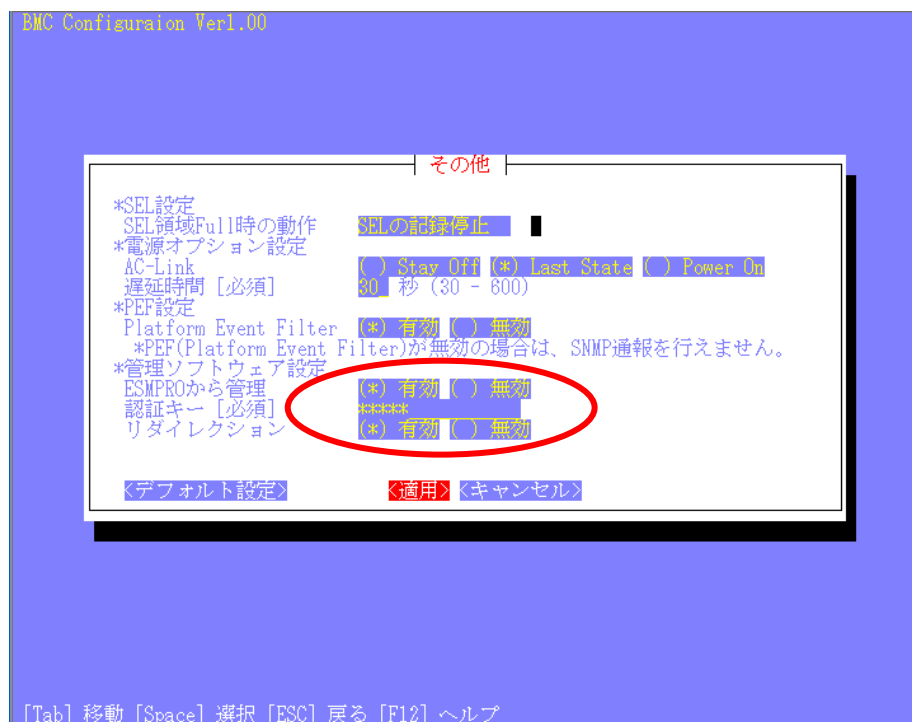 BMC Configuraion Ver1.00
その他
*SEL設定
SEL領域Full時の動作 SELの記録停止
*電源オプション設定
AC-Link ( ) Stay Off (*) Last State ( ) Power On
遅延時間 [必須] 30_ 秒 (30 - 600)
*PEF設定
Platform Event Filter (*) 有効 ( ) 無効
*PEF(Platform Event Filter)が無効の場合は、SNMP通報を行えません。
*管理ソフトウェア設定
ESMPROから管理 (*) 有効 ( ) 無効
認証キー [必須] *****___________
リダイレクション (*) 有効 ( ) 無効
<デフォルト設定> <適用> <キャンセル>
[Tab] 移動 [Space] 選択 [ESC] 戻る [F12] ヘルプ